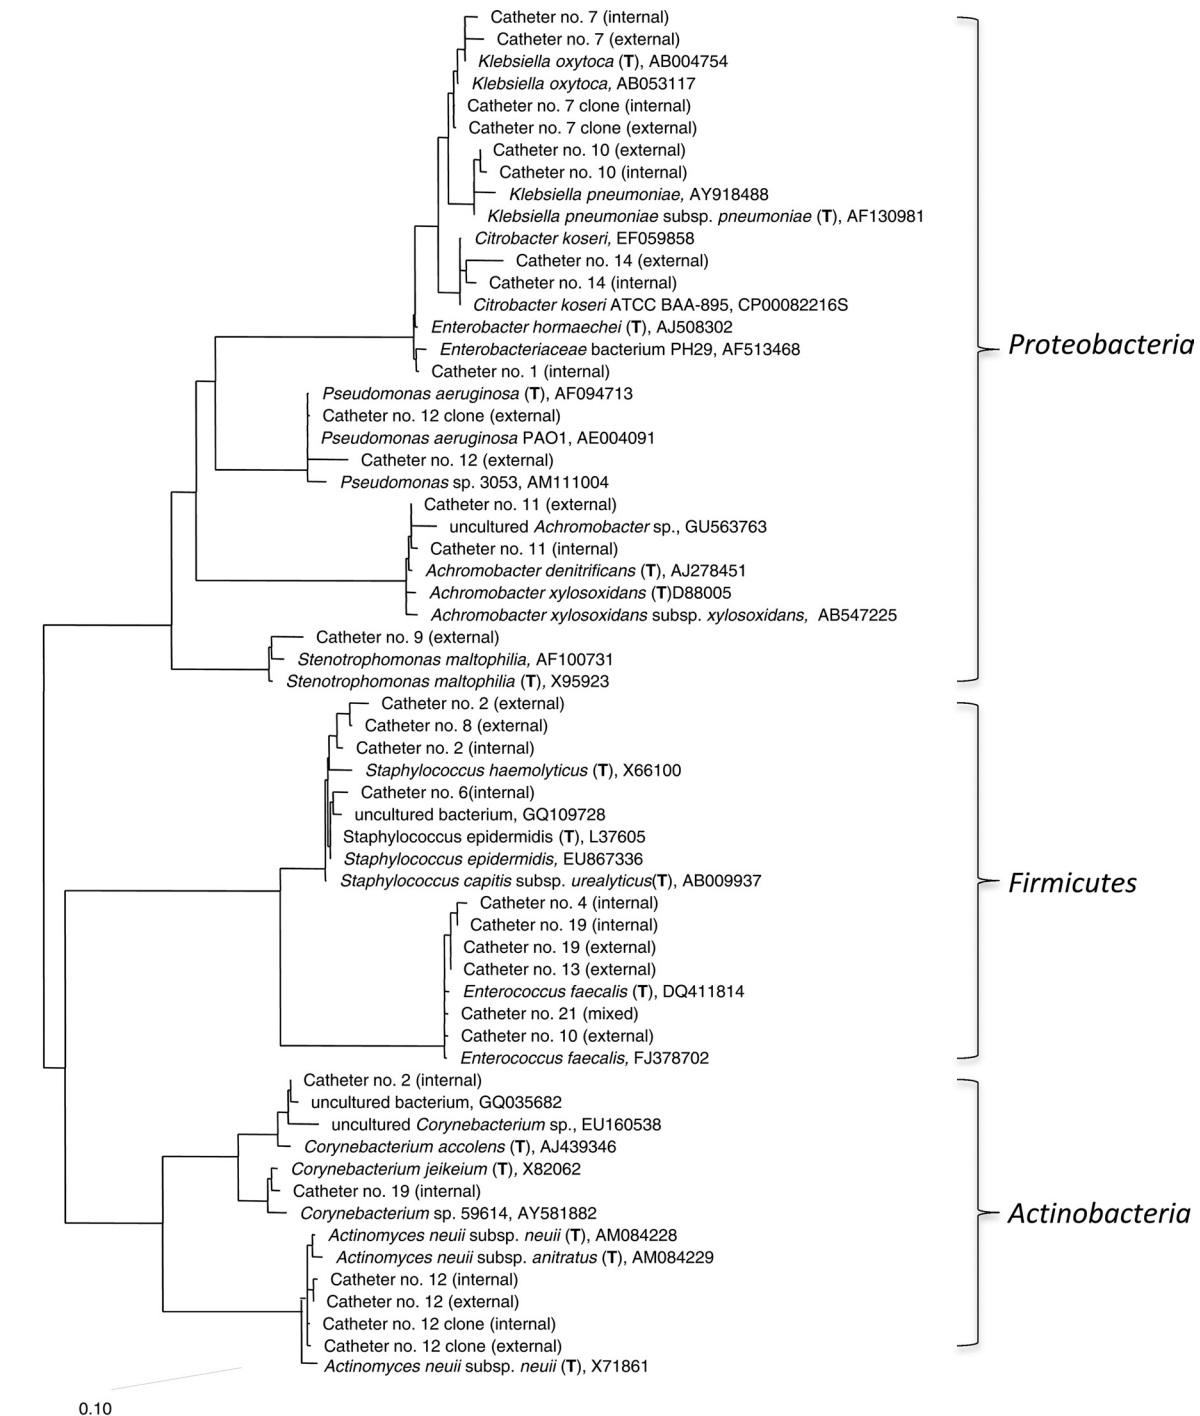 Catheter no. 7 (internal)
Catheter no. 7 (external)
Klebsiella oxytoca (T), AB004754
Klebsiella oxytoca, AB053117
Catheter no. 7 clone (internal)
Catheter no. 7 clone (external)
Catheter no. 10 (external)
Catheter no. 10 (internal)
Klebsiella pneumoniae, AY918488
Klebsiella pneumoniae subsp. pneumoniae (T), AF130981
Citrobacter koseri, EF059858
Catheter no. 14 (external)
Catheter no. 14 (internal)
Citrobacter koseri ATCC BAA-895, CP00082216S
Enterobacter hormaechei (T), AJ508302
Proteobacteria
Enterobacteriaceae bacterium PH29, AF513468
Catheter no. 1 (internal)
Pseudomonas aeruginosa (T), AF094713
Catheter no. 12 clone (external)
Pseudomonas aeruginosa PAO1, AE004091
Catheter no. 12 (external)
Pseudomonas sp. 3053, AM111004
Catheter no. 11 (external)
uncultured Achromobacter sp., GU563763
Catheter no. 11 (internal)
Achromobacter denitrificans (T), AJ278451
Achromobacter xylosoxidans (T)D88005
Achromobacter xylosoxidans subsp. xylosoxidans, AB547225
Catheter no. 9 (external)
Stenotrophomonas maltophilia, AF100731
Stenotrophomonas maltophilia (T), X95923
Catheter no. 2 (external)
Catheter no. 8 (external)
Catheter no. 2 (internal)
Staphylococcus haemolyticus (T), X66100
Catheter no. 6(internal)
uncultured bacterium, GQ109728
Staphylococcus epidermidis (T), L37605
Staphylococcus epidermidis, EU867336
Staphylococcus capitis subsp. urealyticus(T), AB009937
Firmicutes
Catheter no. 4 (internal)
Catheter no. 19 (internal)
Catheter no. 19 (external)
Catheter no. 13 (external)
Enterococcus faecalis (T), DQ411814
Catheter no. 21 (mixed)
Catheter no. 10 (external)
Enterococcus faecalis, FJ378702
Catheter no. 2 (internal)
uncultured bacterium, GQ035682
uncultured Corynebacterium sp., EU160538
Corynebacterium accolens (T), AJ439346
Corynebacterium jeikeium (T), X82062
Catheter no. 19 (internal)
Corynebacterium sp. 59614, AY581882
Actinobacteria
Actinomyces neuii subsp. neuii (T), AM084228
Actinomyces neuii subsp. anitratus (T), AM084229
Catheter no. 12 (internal)
Catheter no. 12 (external)
Catheter no. 12 clone (internal)
Catheter no. 12 clone (external)
Actinomyces neuii subsp. neuii (T), X71861
0.10